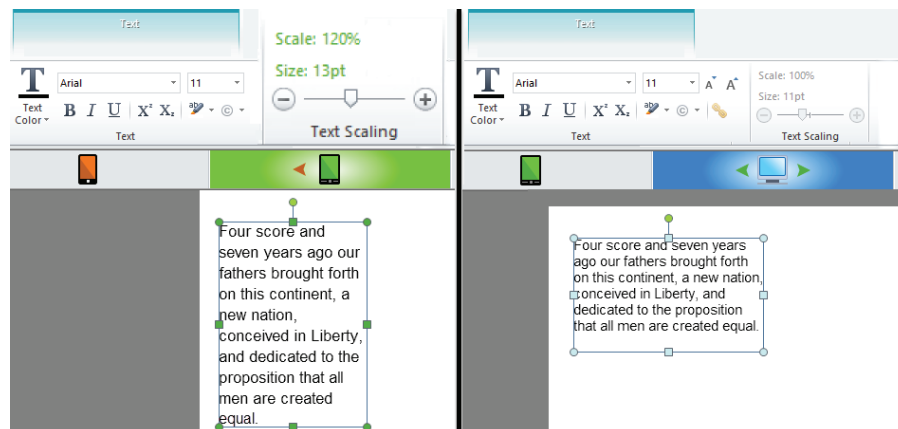 Text
Scale: 120%
Size: 13pt
Text Scaling
Arial
11
Text
Color
B I U X² X₂ abc ©
Text
Four score and
seven years ago our
fathers brought forth
on this continent, a
new nation,
conceived in Liberty,
and dedicated to the
proposition that all
men are created
equal.
Text
Arial
11
A A
Scale: 100%
Size: 11pt
Text
Color
B I U X² X₂ abc ©
Text
Text Scaling
Four score and seven years
ago our fathers brought forth
on this continent, a new nation,
conceived in Liberty, and
dedicated to the proposition
that all men are created equal.